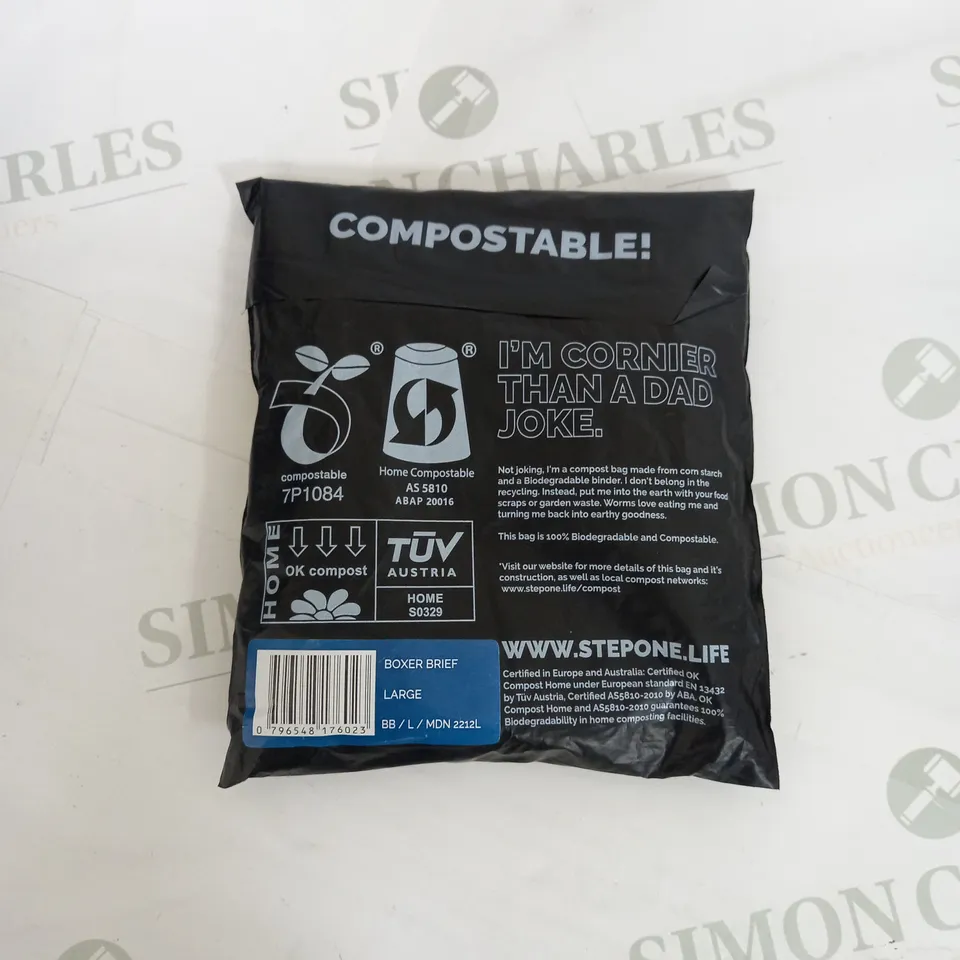 COMPOSTABLE!
I'M CORNIER
THAN A DAD
JOKE.
®
compostable
7P1084
®
Home Compostable
AS 5810
ABAP 20016
Not joking, I'm a compost bag made from corn starch
and a Biodegradable binder. I don't belong in the
recycling. Instead, put me into the earth with your food
scraps or garden waste. Worms love eating me and
turning me back into earthy goodness.
This bag is 100% Biodegradable and Compostable.
*Visit our website for more details of this bag and it's
construction, as well as local compost networks:
www.stepone.life/compost
HOME
OK compost
TÜV
AUSTRIA
HOME
S0329
WWW.STEPONE.LIFE
Certified in Europe and Australia: Certified OK
Compost Home under European standard EN 13432
by Tüv Austria, Certified AS5810-2010 by ABA. OK
Compost Home and AS5810-2010 guarantees 100%
Biodegradability in home composting facilities.
BOXER BRIEF
LARGE
BB / L / MDN 2212L
0 796548 176023
SIMON CHARLES
SIMON CHARLES
Auctioneers
SIMON CHARLES